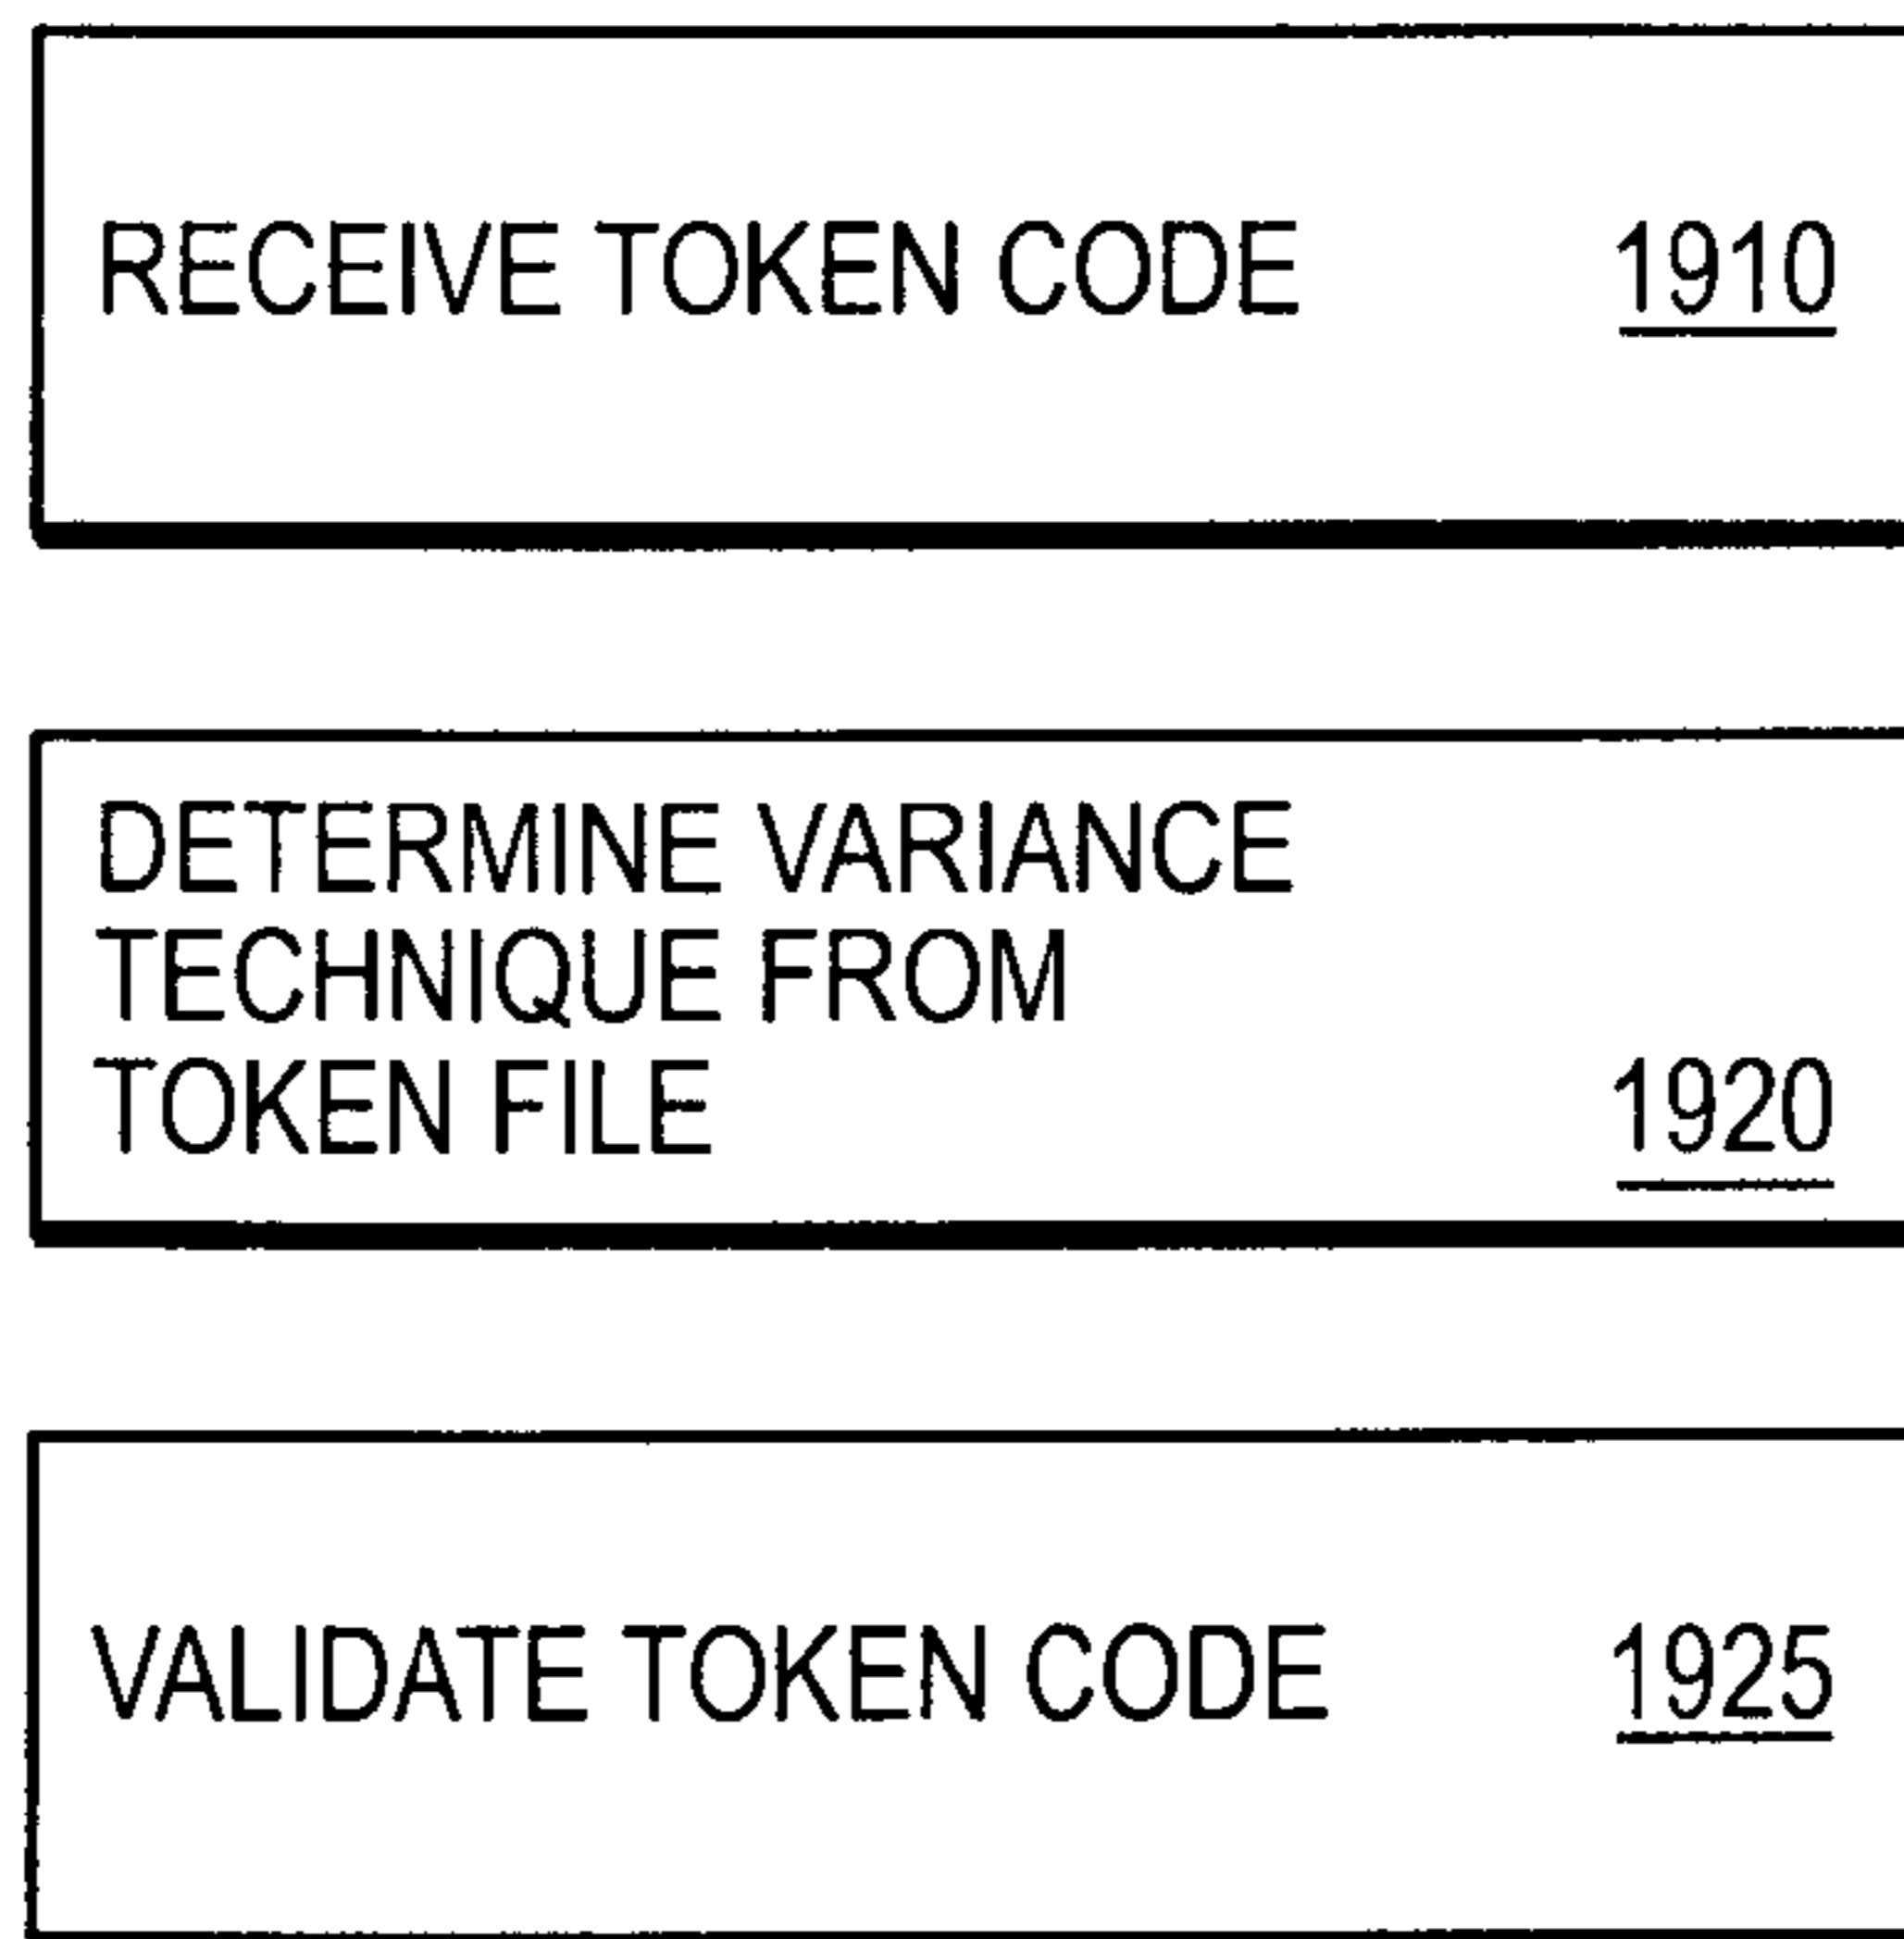 RECEIVE TOKEN CODE 1910
DETERMINE VARIANCE
TECHNIQUE FROM
TOKEN FILE 1920
VALIDATE TOKEN CODE 1925